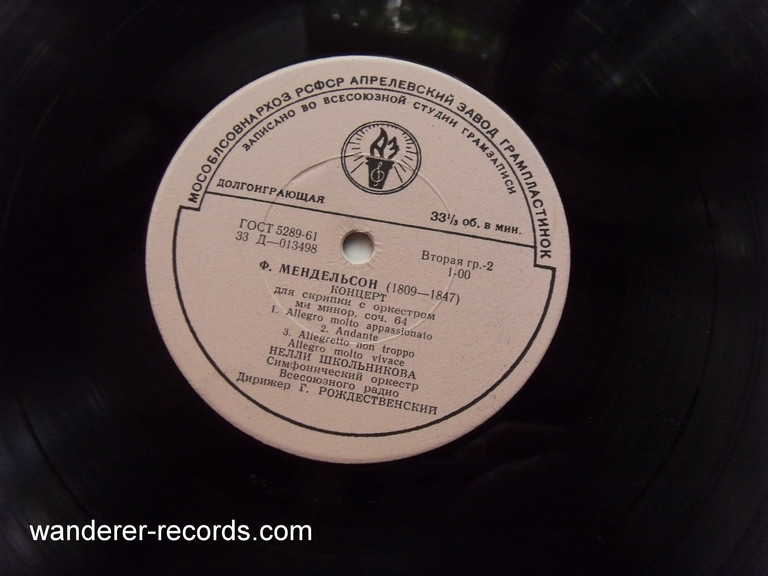 МОСОБЛСОВНАРХОЗ РСФСР АПРЕЛЕВСКИЙ ЗАВОД ГРАМПЛАСТИНОК
ЗАПИСАНО ВО ВСЕСОЮЗНОЙ СТУДИИ ГРАМЗАПИСИ
АЗ
ДОЛГОИГРАЮЩАЯ
33⅓ об. в мин.
ГОСТ 5289-61
33 Д—013498
Вторая гр.-2
1-00
Ф. МЕНДЕЛЬСОН (1809—1847)
КОНЦЕРТ
для скрипки с оркестром
ми минор, соч. 64
1. Allegro molto appassionato
2. Andante
3. Allegretto non troppo
Allegro molto vivace
НЕЛЛИ ШКОЛЬНИКОВА
Симфонический оркестр
Всесоюзного радио
Дирижер Г. РОЖДЕСТВЕНСКИЙ
wanderer-records.com